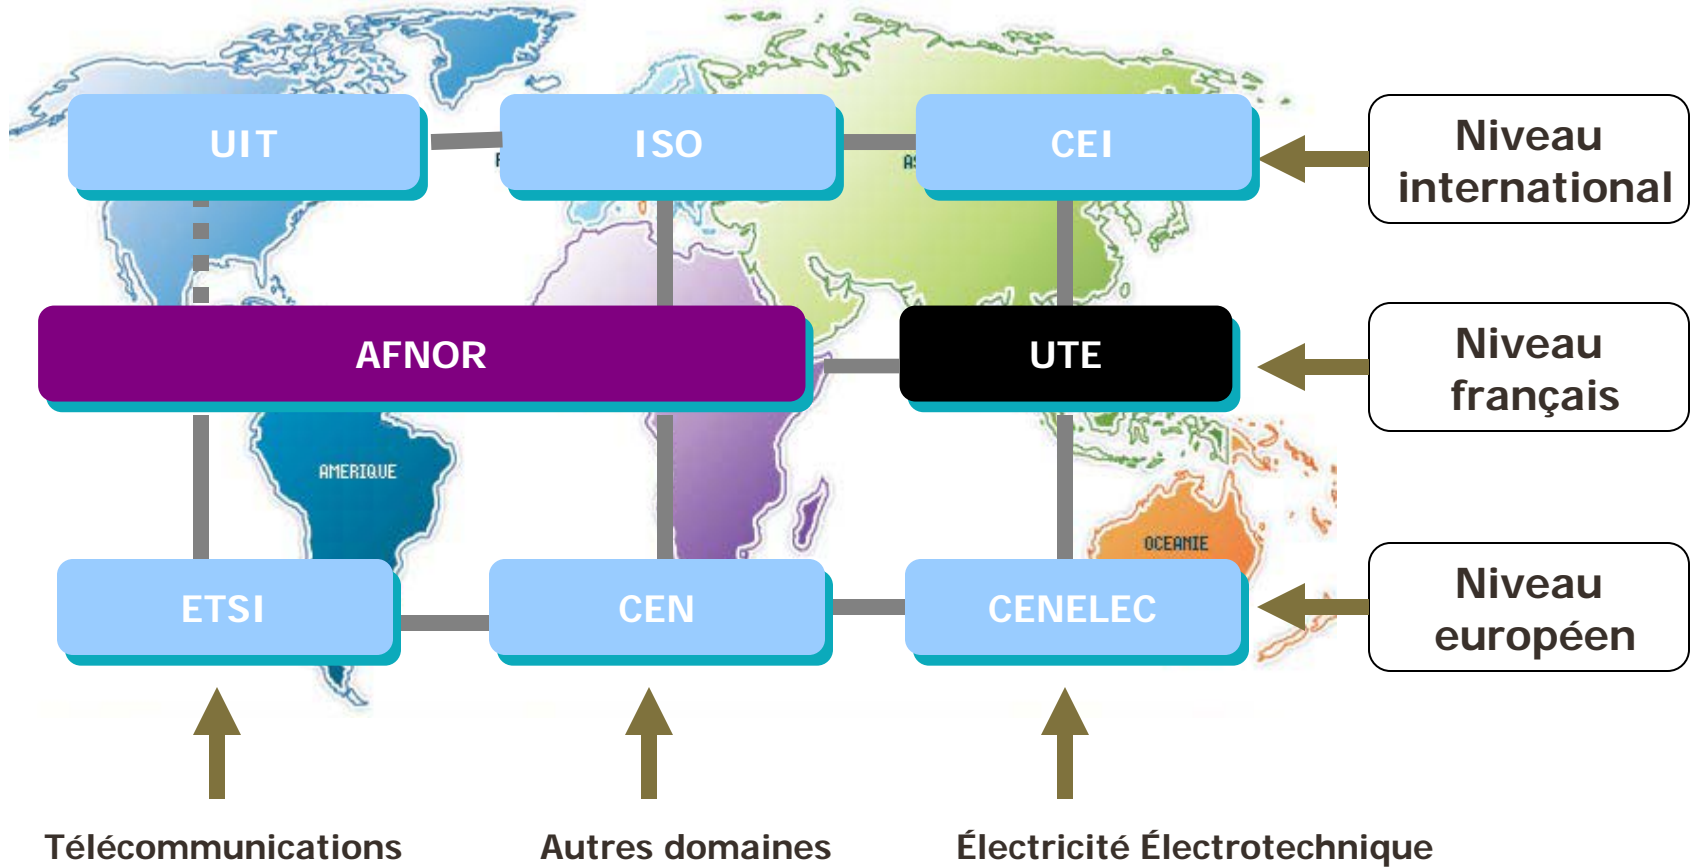 UIT
ISO
CEI
Niveau
international
AFNOR
UTE
Niveau
français
AMERIQUE
OCEANIE
ETSI
CEN
CENELEC
Niveau
européen
Télécommunications
Autres domaines
Électricité Électrotechnique